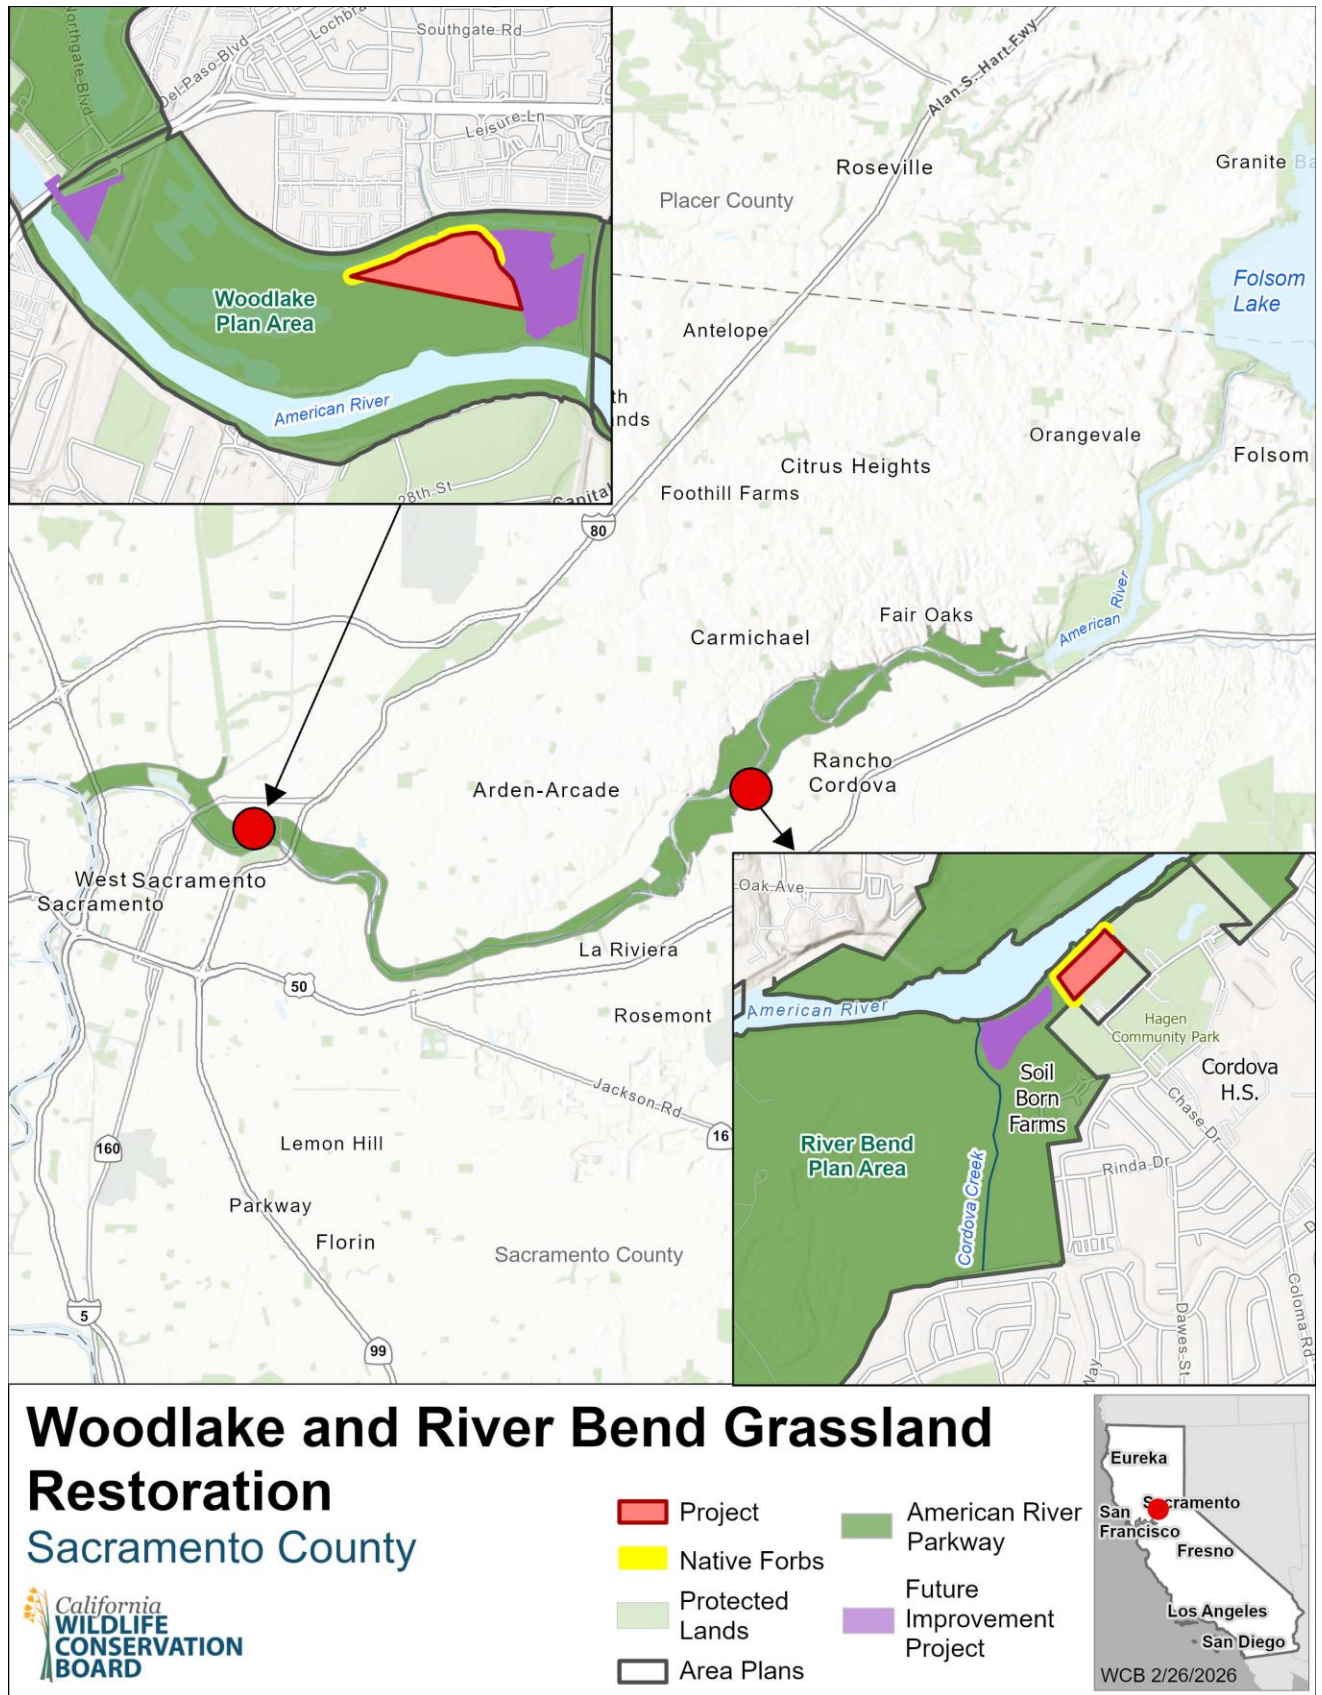 Northgate Blvd
Del Paso Blvd
Lochbra
Southgate Rd
Leisure Ln
Woodlake
Plan Area
American River
28th St
Capital
Alan S. Hart Fwy
Roseville
Granite Ba
Placer County
Folsom
Lake
Antelope
th
ands
Orangevale
Citrus Heights
Folsom
Foothill Farms
80
American River
Fair Oaks
Carmichael
Rancho
Cordova
Arden-Arcade
West Sacramento
Sacramento
La Riviera
50
Rosemont
Jackson Rd
16
160
Lemon Hill
Parkway
Florin
Sacramento County
5
99
Oak Ave
American River
Hagen
Community Park
Cordova
H.S.
Soil
Born
Farms
Chase Dr
River Bend
Plan Area
Rinda Dr
Cordova Creek
Dawes St
Coloma Rd
Way
D
Woodlake and River Bend Grassland
Restoration
Sacramento County
California
WILDLIFE
CONSERVATION
BOARD
Project
Native Forbs
Protected
Lands
Area Plans
American River
Parkway
Future
Improvement
Project
Eureka
Sacramento
San
Francisco
Fresno
Los Angeles
San Diego
WCB 2/26/2026